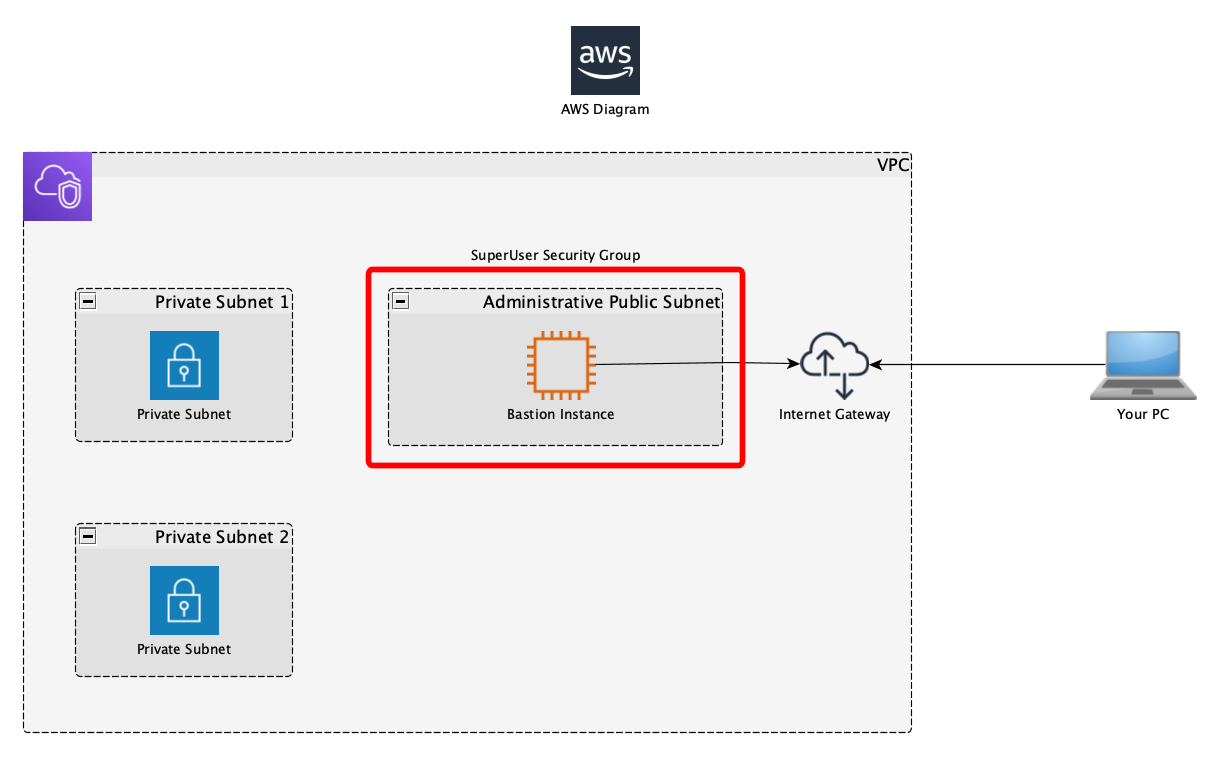 aws
AWS Diagram
VPC
SuperUser Security Group
Private Subnet 1
Private Subnet
Administrative Public Subnet
Bastion Instance
Internet Gateway
Your PC
Private Subnet 2
Private Subnet